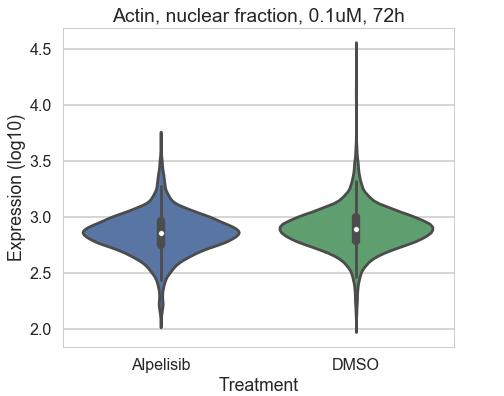 Actin, nuclear fraction, 0.1uM, 72h
Expression (log10)
4.5
4.0
3.5
3.0
2.5
2.0
Alpelisib DMSO
Treatment